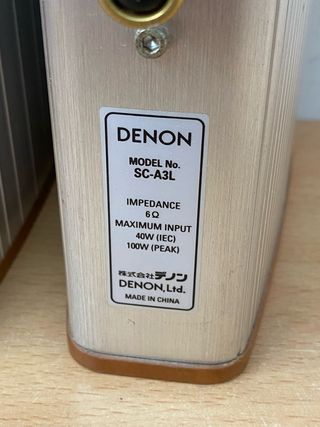 DENON
MODEL No.
SC-A3L
IMPEDANCE
6Ω
MAXIMUM INPUT
40W (IEC)
100W (PEAK)
株式会社デノン
DENON, Ltd.
MADE IN CHINA